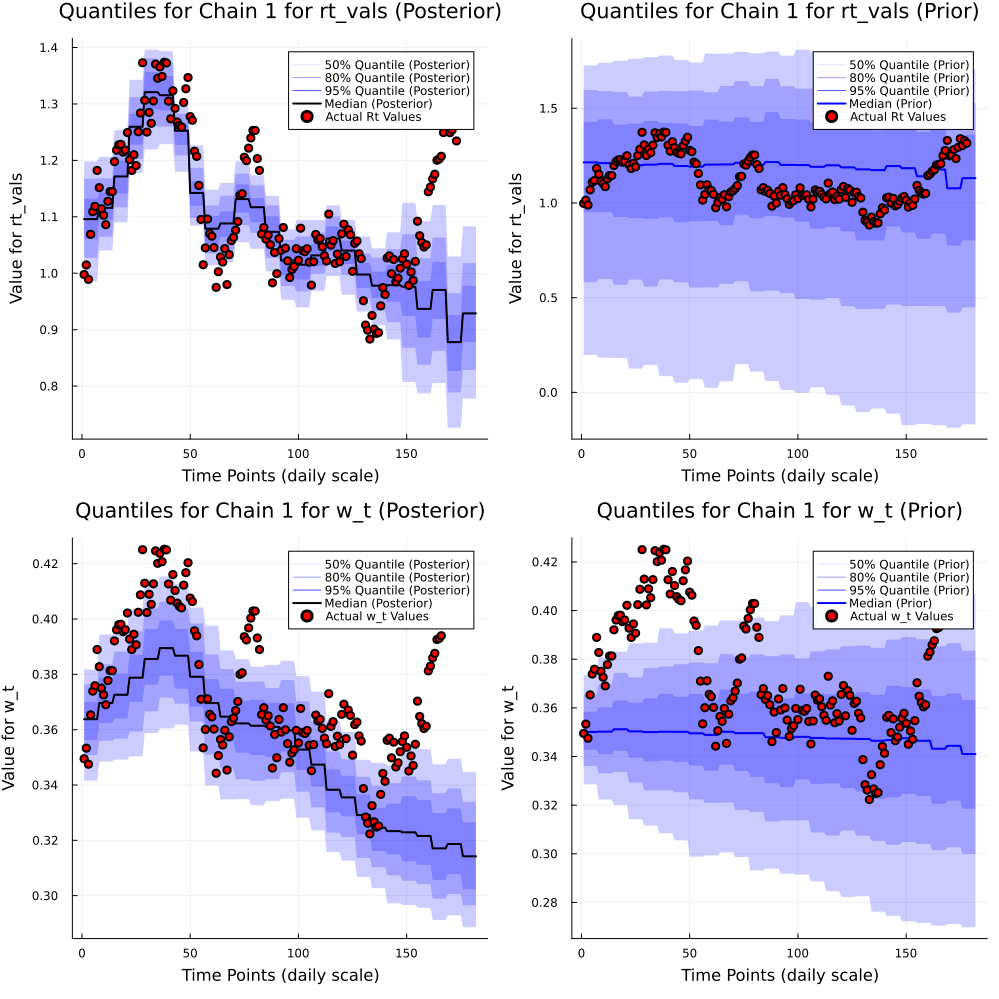 Quantiles for Chain 1 for rt_vals (Posterior)
Value for rt_vals
1.4
1.3
1.2
1.1
1.0
0.9
0.8
50% Quantile (Posterior)
80% Quantile (Posterior)
95% Quantile (Posterior)
Median (Posterior)
Actual Rt Values
0
50
100
150
Time Points (daily scale)
Quantiles for Chain 1 for rt_vals (Prior)
Value for rt_vals
1.5
1.0
0.5
0.0
50% Quantile (Prior)
80% Quantile (Prior)
95% Quantile (Prior)
Median (Prior)
Actual Rt Values
0
50
100
150
Time Points (daily scale)
Quantiles for Chain 1 for w_t (Posterior)
Value for w_t
0.42
0.40
0.38
0.36
0.34
0.32
0.30
50% Quantile (Posterior)
80% Quantile (Posterior)
95% Quantile (Posterior)
Median (Posterior)
Actual w_t Values
0
50
100
150
Time Points (daily scale)
Quantiles for Chain 1 for w_t (Prior)
Value for w_t
0.42
0.40
0.38
0.36
0.34
0.32
0.30
0.28
50% Quantile (Prior)
80% Quantile (Prior)
95% Quantile (Prior)
Median (Prior)
Actual w_t Values
0
50
100
150
Time Points (daily scale)